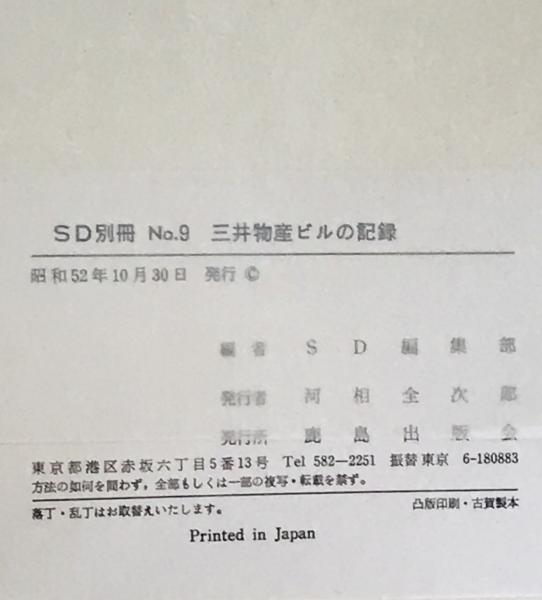 SD別冊 No.9 三井物産ビルの記録
昭和52年10月30日 発行 ©
編者 SD編集部
発行者 河相全次郎
発行所 鹿島出版会
東京都港区赤坂六丁目5番13号 Tel 582―2251 振替 東京 6-180883
方法の如何を問わず，全部もしくは一部の複写・転載を禁ず。
落丁・乱丁はお取替えいたします。 凸版印刷・古賀製本
Printed in Japan